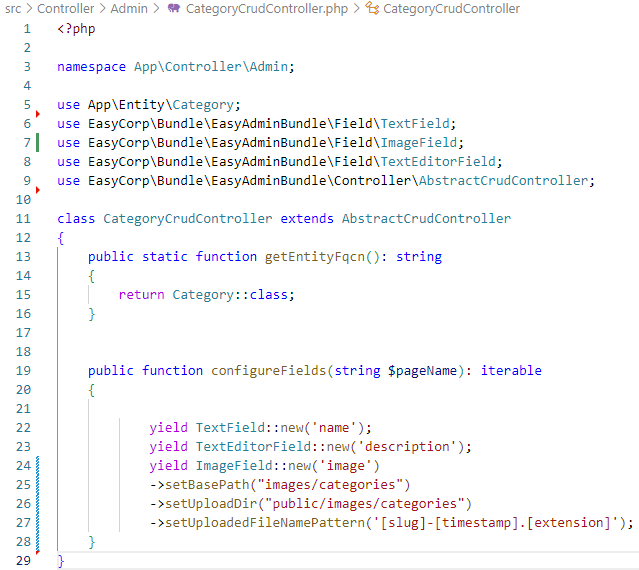 src > Controller > Admin > CategoryCrudController.php > CategoryCrudController
1 <?php
2
3 namespace App\Controller\Admin;
4
5 use App\Entity\Category;
6 use EasyCorp\Bundle\EasyAdminBundle\Field\TextField;
7 use EasyCorp\Bundle\EasyAdminBundle\Field\ImageField;
8 use EasyCorp\Bundle\EasyAdminBundle\Field\TextEditorField;
9 use EasyCorp\Bundle\EasyAdminBundle\Controller\AbstractCrudController;
10
11 class CategoryCrudController extends AbstractCrudController
12 {
13     public static function getEntityFqcn(): string
14     {
15         return Category::class;
16     }
17
18
19     public function configureFields(string $pageName): iterable
20     {
21
22             yield TextField::new('name');
23             yield TextEditorField::new('description');
24             yield ImageField::new('image')
25             ->setBasePath("images/categories")
26             ->setUploadDir("public/images/categories")
27             ->setUploadedFileNamePattern('[slug]-[timestamp].[extension]');
28     }
29 }